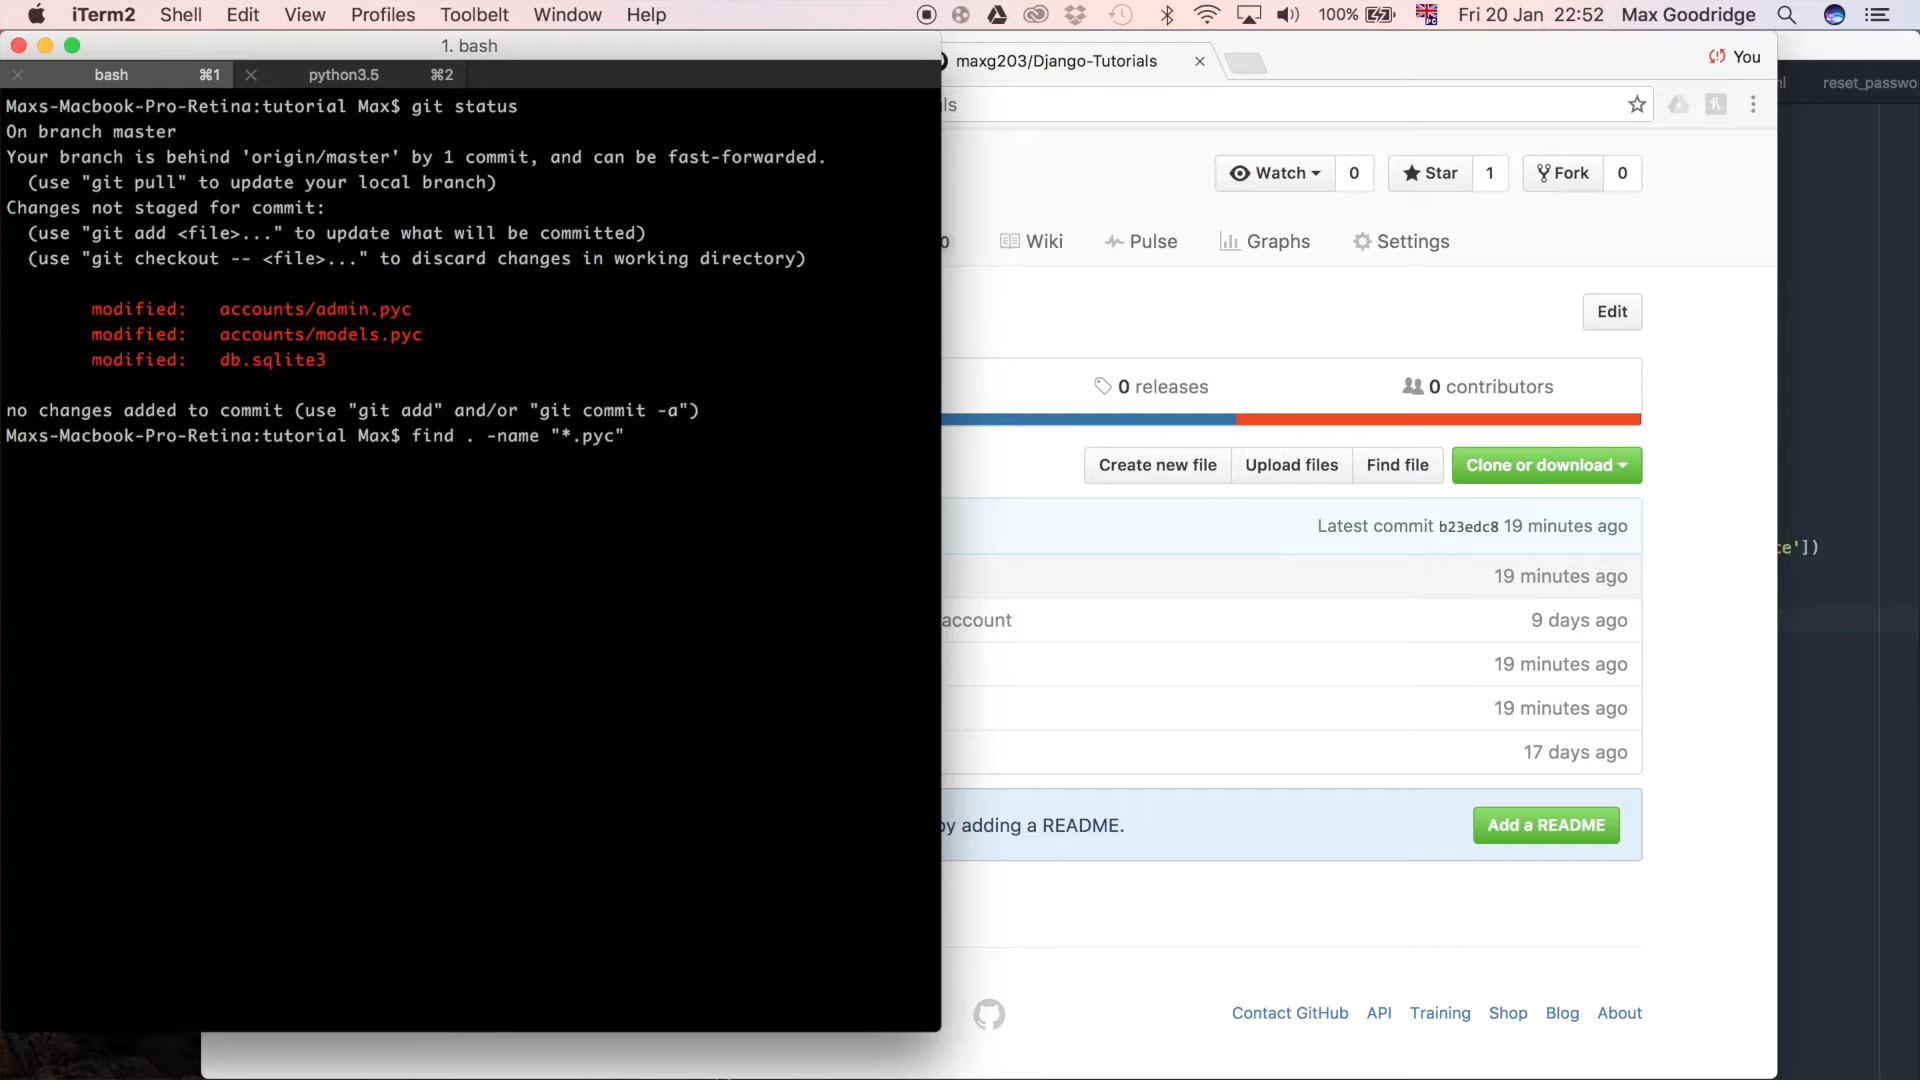 iTerm2 Shell Edit View Profiles Toolbelt Window Help 100% Fri 20 Jan 22:52 Max Goodridge
1. bash
bash ⌘1 python3.5 ⌘2
Maxs-Macbook-Pro-Retina:tutorial Max$ git status
On branch master
Your branch is behind 'origin/master' by 1 commit, and can be fast-forwarded.
(use "git pull" to update your local branch)
Changes not staged for commit:
(use "git add <file>..." to update what will be committed)
(use "git checkout -- <file>..." to discard changes in working directory)
modified: accounts/admin.pyc
modified: accounts/models.pyc
modified: db.sqlite3
no changes added to commit (use "git add" and/or "git commit -a")
Maxs-Macbook-Pro-Retina:tutorial Max$ find . -name "*.pyc"
maxg203/Django-Tutorials
You
ls
Watch 0 Star 1 Fork 0
0 Wiki Pulse Graphs Settings
Edit
0 releases 0 contributors
Create new file Upload files Find file Clone or download
Latest commit b23edc8 19 minutes ago
19 minutes ago
account 9 days ago
19 minutes ago
19 minutes ago
17 days ago
by adding a README. Add a README
Contact GitHub API Training Shop Blog About
ml reset_passwo
ce'])